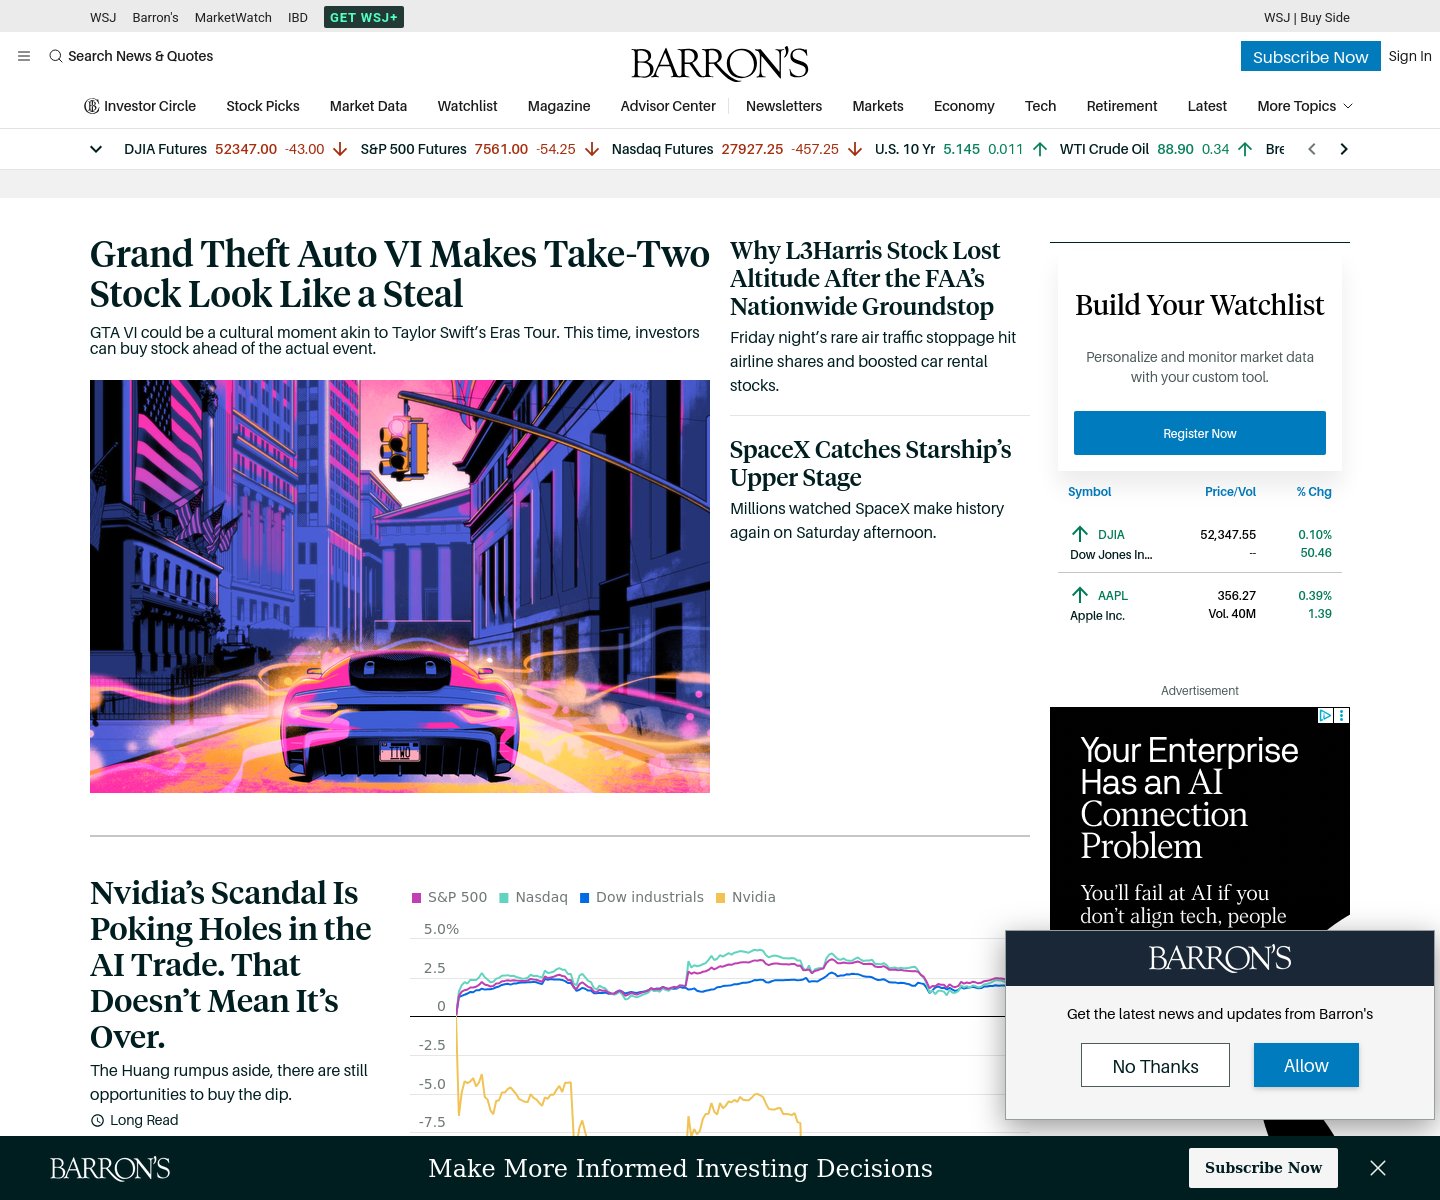 WSJ Barron's MarketWatch IBD GET WSJ+ WSJ | Buy Side
Search News & Quotes BARRON'S Subscribe Now Sign In
Investor Circle Stock Picks Market Data Watchlist Magazine Advisor Center Newsletters Markets Economy Tech Retirement Latest More Topics
DJIA Futures 52347.00 -43.00 S&P 500 Futures 7561.00 -54.25 Nasdaq Futures 27927.25 -457.25 U.S. 10 Yr 5.145 0.011 WTI Crude Oil 88.90 0.34 Bre
Grand Theft Auto VI Makes Take-Two
Stock Look Like a Steal
GTA VI could be a cultural moment akin to Taylor Swift’s Eras Tour. This time, investors
can buy stock ahead of the actual event.
TTWO
Why L3Harris Stock Lost
Altitude After the FAA’s
Nationwide Groundstop
Friday night’s rare air traffic stoppage hit
airline shares and boosted car rental
stocks.
SpaceX Catches Starship’s
Upper Stage
Millions watched SpaceX make history
again on Saturday afternoon.
Build Your Watchlist
Personalize and monitor market data
with your custom tool.
Register Now
Symbol Price/Vol % Chg
DJIA 52,347.55 0.10%
Dow Jones In... -- 50.46
AAPL 356.27 0.39%
Apple Inc. Vol. 40M 1.39
Advertisement
Your Enterprise
Has an AI
Connection
Problem
You’ll fail at AI if you
don’t align tech, people
Nvidia’s Scandal Is
Poking Holes in the
AI Trade. That
Doesn’t Mean It’s
Over.
The Huang rumpus aside, there are still
opportunities to buy the dip.
Long Read
S&P 500 Nasdaq Dow industrials Nvidia
5.0%
2.5
0
-2.5
-5.0
-7.5
BARRON'S
Get the latest news and updates from Barron's
No Thanks Allow
BARRON'S Make More Informed Investing Decisions Subscribe Now